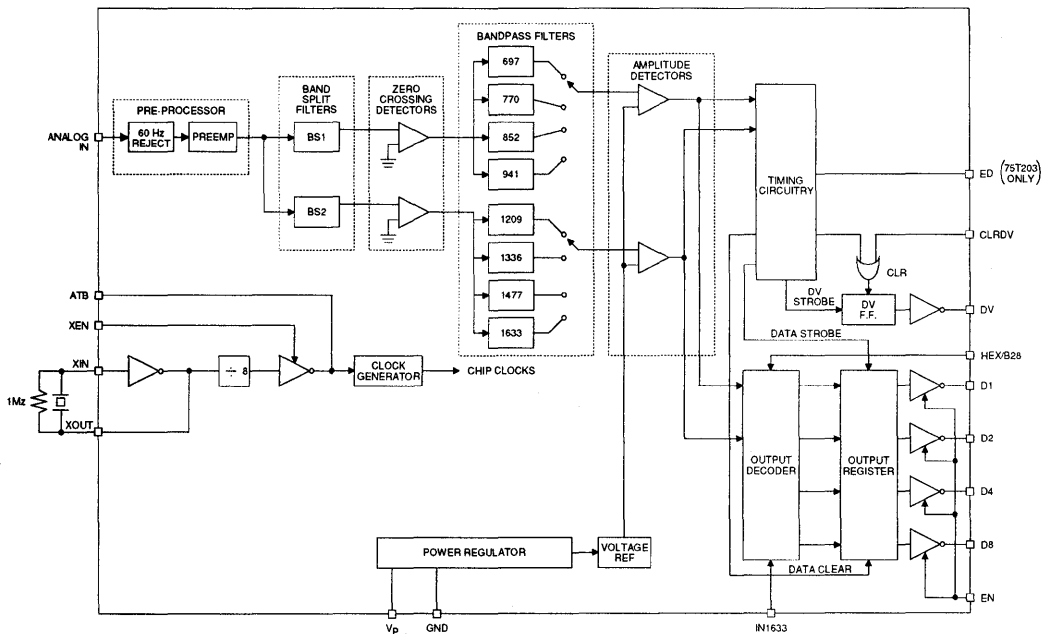 BANDPASS FILTERS
697
770
852
941
1209
1336
1477
1633
AMPLITUDE
DETECTORS
ZERO
CROSSING
DETECTORS
BAND
SPLIT
FILTERS
BS1
BS2
PRE-PROCESSOR
60 Hz
REJECT
PREEMP
ANALOG
IN
TIMING
CIRCUITRY
ED (75T203
ONLY)
CLRDV
CLR
DV
STROBE
DV
F.F.
DV
DATA STROBE
HEX/B28
ATB
XEN
XIN
÷ 8
CLOCK
GENERATOR
CHIP CLOCKS
1Mz
XOUT
D1
D2
D4
D8
OUTPUT
DECODER
OUTPUT
REGISTER
POWER REGULATOR
VOLTAGE
REF
DATA CLEAR
EN
VP
GND
IN1633